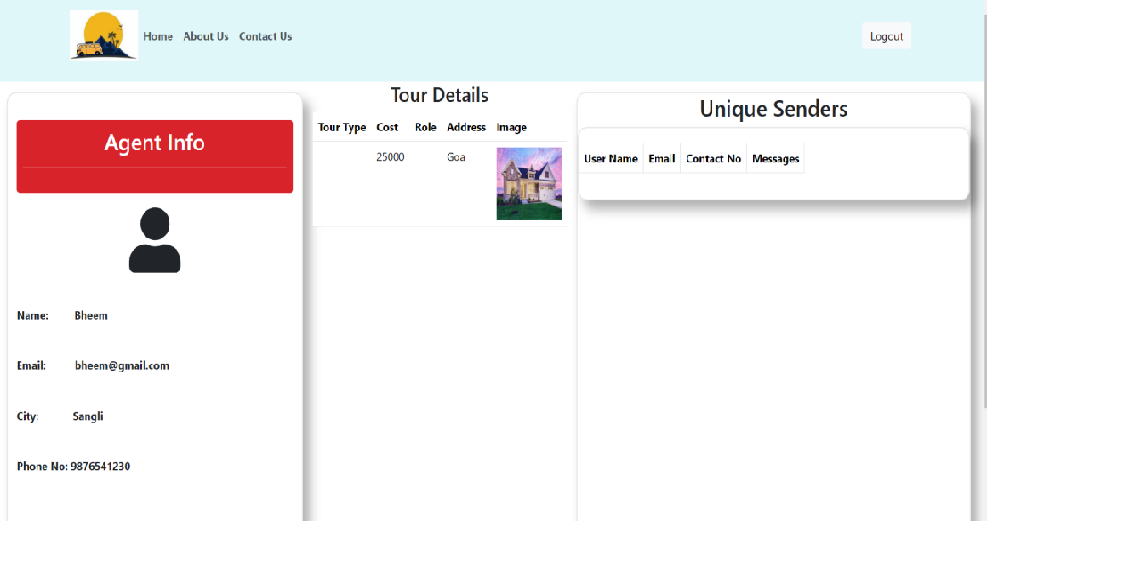 Home About Us Contact Us Logout
Agent Info
Name: Bheem
Email: bheem@gmail.com
City: Sangli
Phone No: 9876541230
Tour Details
Tour Type Cost Role Address Image
25000 Goa
Unique Senders
User Name Email Contact No Messages